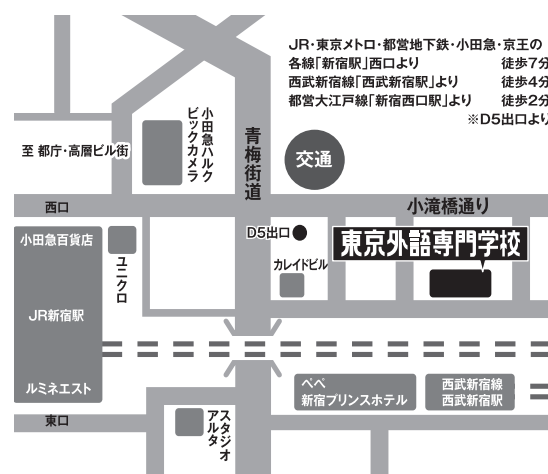 JR・東京メトロ・都営地下鉄・小田急・京王の
各線「新宿駅」西口より 徒歩7分
西武新宿線「西武新宿駅」より 徒歩4分
都営大江戸線「新宿西口駅」より 徒歩2分
※D5出口より
小田急ハルク
ビックカメラ
青梅街道
交通
至 都庁・高層ビル街
西口
小滝橋通り
小田急百貨店
ユニクロ
D5出口
東京外語専門学校
カレイドビル
JR新宿駅
ルミネエスト
ペペ
新宿プリンスホテル
西武新宿線
西武新宿駅
東口
スタジオ
アルタ